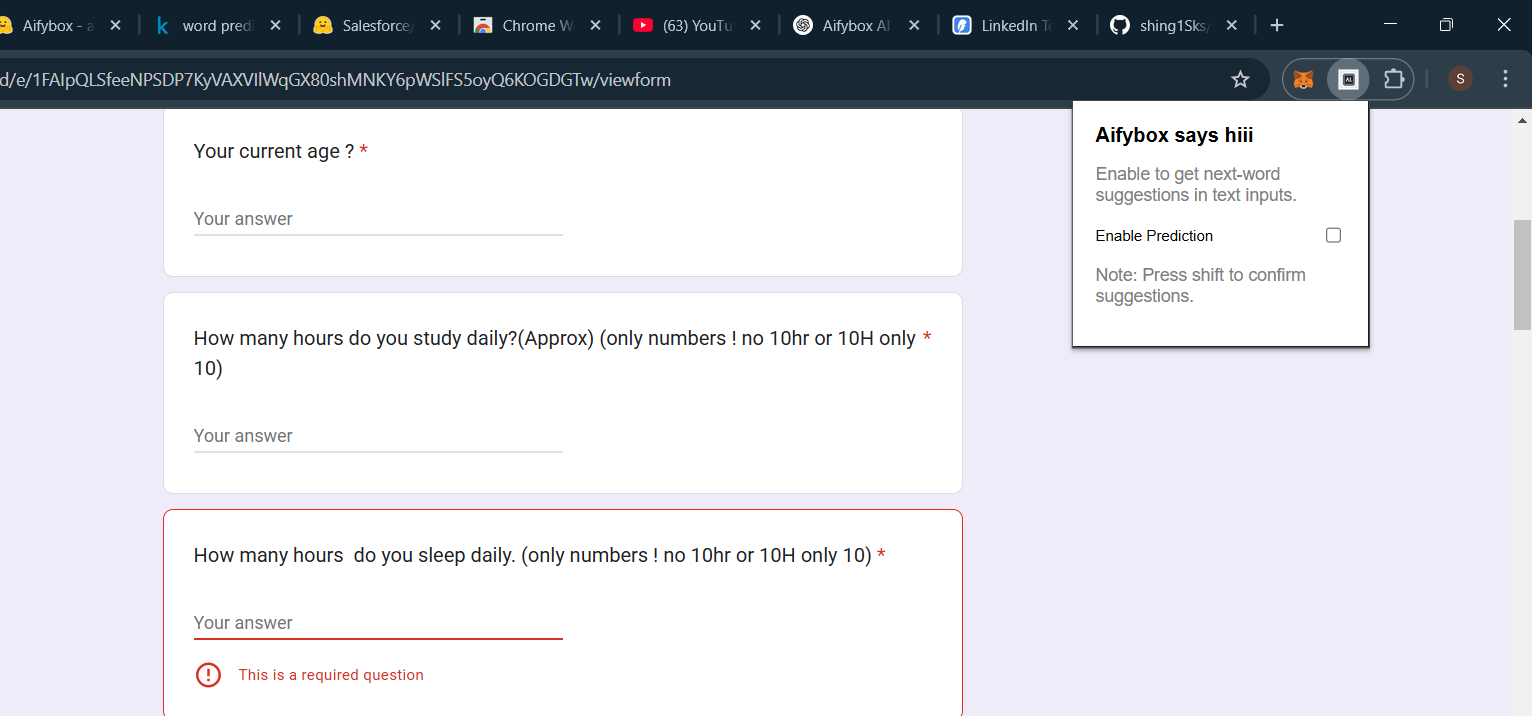 Aifybox - a
word predi
Salesforce/
Chrome W
(63) YouTu
Aifybox AI
LinkedIn Te
shing1Sks/
d/e/1FAIpQLSfeeNPSDP7KyVAXVIlWqGX80shMNKY6pWSlFS5oyQ6KOGDGTw/viewform
S
Aifybox says hiii
Enable to get next-word
suggestions in text inputs.
Enable Prediction
Note: Press shift to confirm
suggestions.
Your current age ? *
Your answer
How many hours do you study daily?(Approx) (only numbers ! no 10hr or 10H only *
10)
Your answer
How many hours  do you sleep daily. (only numbers ! no 10hr or 10H only 10) *
Your answer
This is a required question